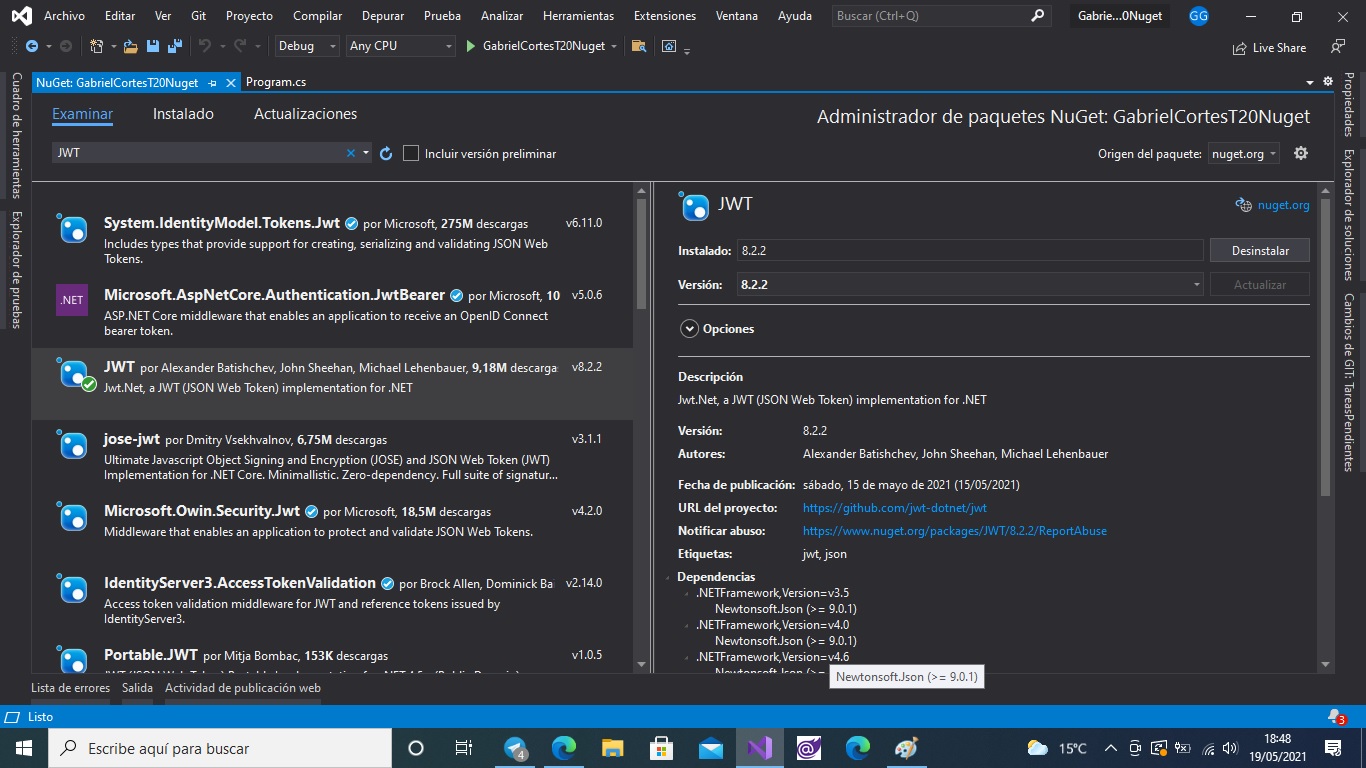 Archivo Editar Ver Git Proyecto Compilar Depurar Prueba Analizar Herramientas Extensiones Ventana Ayuda Buscar (Ctrl+Q) Gabrie...0Nuget GG
Debug Any CPU GabrielCortesT20Nuget Live Share
NuGet: GabrielCortesT20Nuget Program.cs
Cuadro de herramientas
Explorador de pruebas
Examinar Instalado Actualizaciones
Administrador de paquetes NuGet: GabrielCortesT20Nuget
JWT
Incluir versión preliminar
Origen del paquete: nuget.org
System.IdentityModel.Tokens.Jwt por Microsoft, 275M descargas v6.11.0
Includes types that provide support for creating, serializing and validating JSON Web
Tokens.
.NET
Microsoft.AspNetCore.Authentication.JwtBearer por Microsoft, 10 v5.0.6
ASP.NET Core middleware that enables an application to receive an OpenID Connect
bearer token.
JWT por Alexander Batishchev, John Sheehan, Michael Lehenbauer, 9,18M descarga v8.2.2
Jwt.Net, a JWT (JSON Web Token) implementation for .NET
jose-jwt por Dmitry Vsekhvalnov, 6,75M descargas v3.1.1
Ultimate Javascript Object Signing and Encryption (JOSE) and JSON Web Token (JWT)
Implementation for .NET Core. Minimallistic. Zero-dependency. Full suite of signatur...
Microsoft.Owin.Security.Jwt por Microsoft, 18,5M descargas v4.2.0
Middleware that enables an application to protect and validate JSON Web Tokens.
IdentityServer3.AccessTokenValidation por Brock Allen, Dominick Ba v2.14.0
Access token validation middleware for JWT and reference tokens issued by
IdentityServer3.
Portable.JWT por Mitja Bombac, 153K descargas v1.0.5
JWT
nuget.org
Instalado: 8.2.2 Desinstalar
Versión: 8.2.2 Actualizar
Opciones
Descripción
Jwt.Net, a JWT (JSON Web Token) implementation for .NET
Versión: 8.2.2
Autores: Alexander Batishchev, John Sheehan, Michael Lehenbauer
Fecha de publicación: sábado, 15 de mayo de 2021 (15/05/2021)
URL del proyecto: https://github.com/jwt-dotnet/jwt
Notificar abuso: https://www.nuget.org/packages/JWT/8.2.2/ReportAbuse
Etiquetas: jwt, json
Dependencias
.NETFramework,Version=v3.5
Newtonsoft.Json (>= 9.0.1)
.NETFramework,Version=v4.0
Newtonsoft.Json (>= 9.0.1)
.NETFramework,Version=v4.6
Newtonsoft.Json (>=
Newtonsoft.Json (>= 9.0.1)
Propiedades
Explorador de soluciones
Cambios de GIT: TareasPendientes
Lista de errores Salida Actividad de publicación web
Listo 3
Escribe aquí para buscar
4
15°C
18:48
19/05/2021